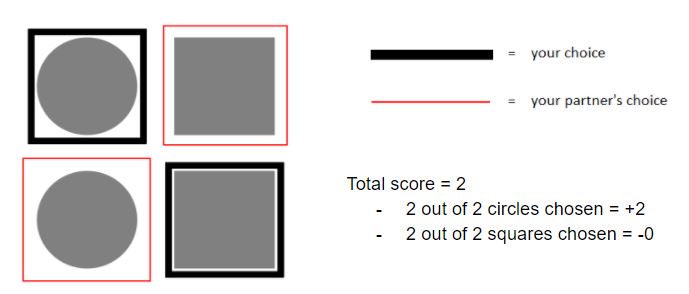 = your choice
= your partner's choice
Total score = 2
- 2 out of 2 circles chosen = +2
- 2 out of 2 squares chosen = -0